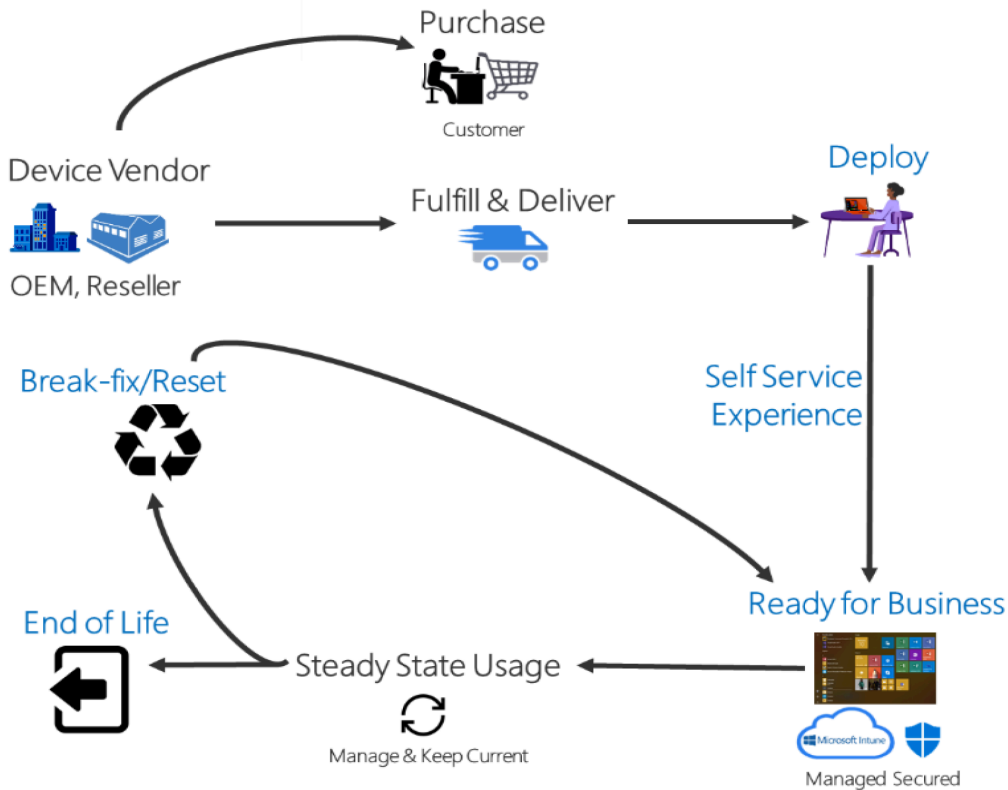 Purchase
Customer
Device Vendor
OEM, Reseller
Fulfill & Deliver
Deploy
Self Service
Experience
Break-fix/Reset
Ready for Business
Microsoft Intune
Managed Secured
Steady State Usage
Manage & Keep Current
End of Life